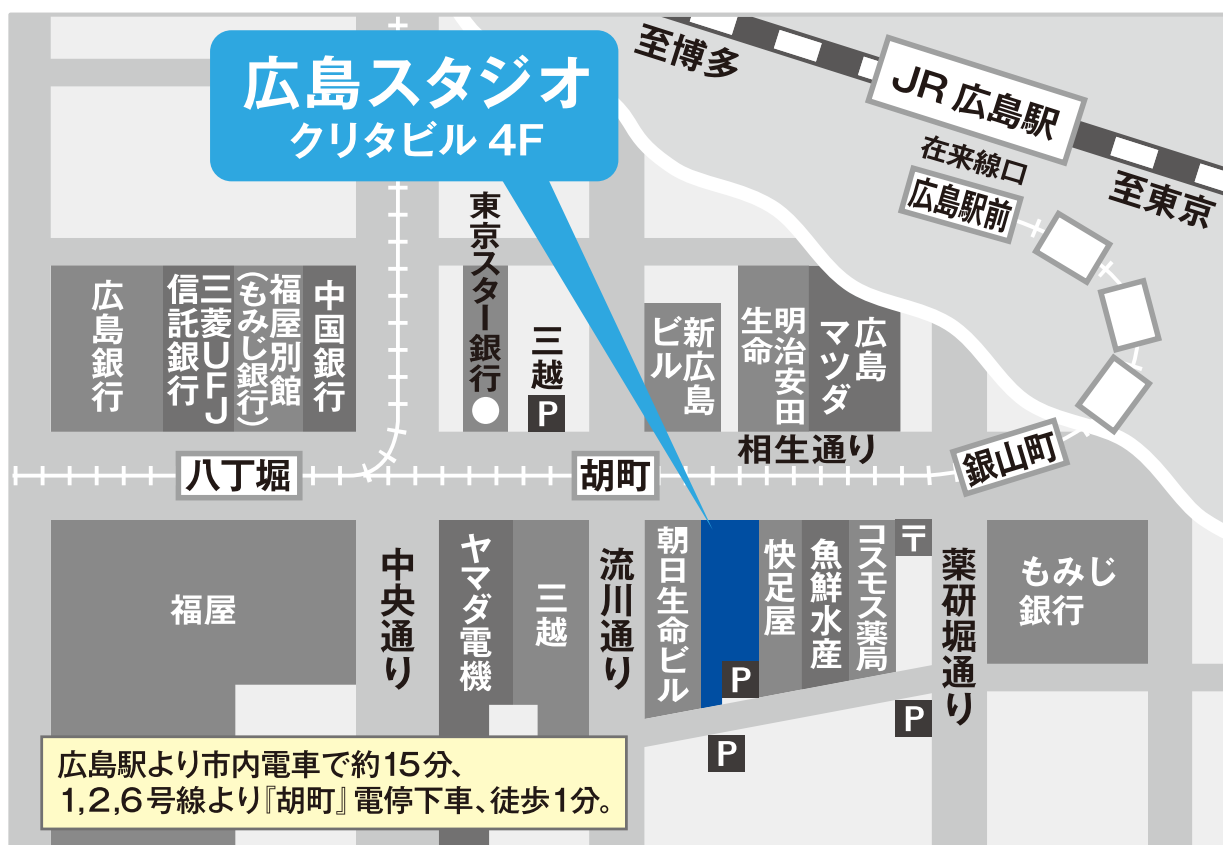 広島スタジオ
クリタビル 4F
至博多
JR 広島駅
在来線口
至東京
広島駅前
広島銀行
三菱UFJ
信託銀行
福屋別館
(もみじ銀行)
中国銀行
東京スター銀行
三越
P
新広島
ビル
明治安田
生命
広島
マツダ
相生通り
八丁堀
胡町
銀山町
福屋
中央通り
ヤマダ電機
三越
流川通り
朝日生命ビル
P
快足屋
魚鮮水産
コスモス薬局
〒
薬研堀通り
もみじ
銀行
P
P
広島駅より市内電車で約15分、
1,2,6号線より『胡町』電停下車、徒歩1分。